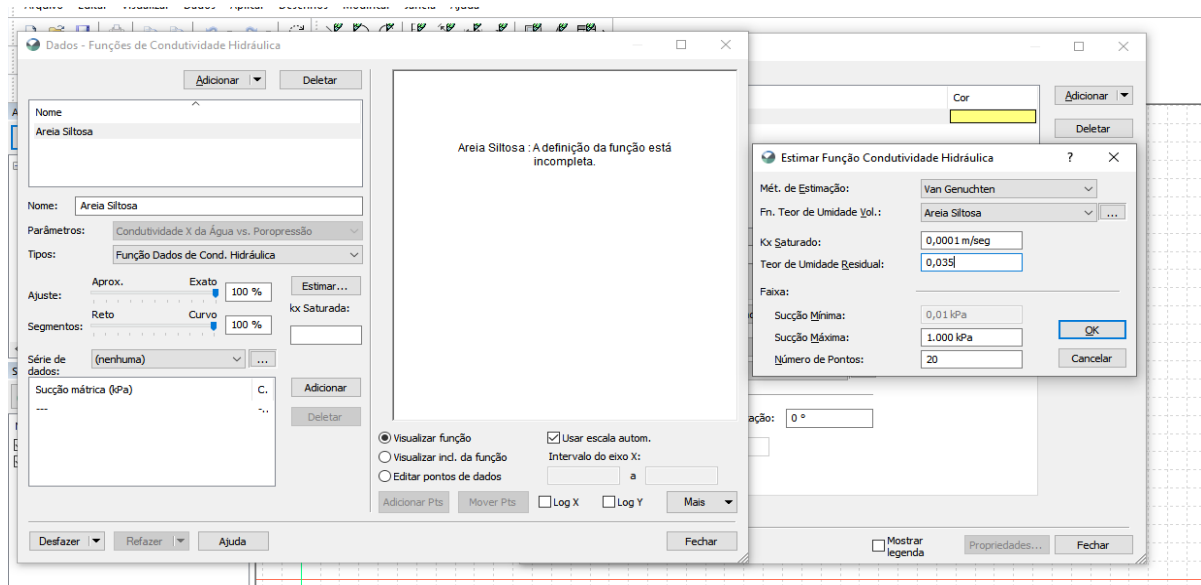 Dados - Funções de Condutividade Hidráulica
Adicionar
Deletar
Nome
Areia Siltosa
Nome:
Areia Siltosa
Parâmetros:
Condutividade X da Água vs. Poropressão
Tipos:
Função Dados de Cond. Hidráulica
Aprox.
Exato
Ajuste:
100 %
Estimar...
Reto
Curvo
kx Saturada:
Segmentos:
100 %
Série de dados:
(nenhuma)
...
Sucção mátrica (kPa)
C.
---
-..
Adicionar
Deletar
Areia Siltosa : A definição da função está
incompleta.
Visualizar função
Usar escala autom.
Visualizar incl. da função
Intervalo do eixo X:
Editar pontos de dados
a
Adicionar Pts
Mover Pts
Log X
Log Y
Mais
Desfazer
Refazer
Ajuda
Fechar
Cor
Adicionar
Deletar
Estimar Função Condutividade Hidráulica
?
Mét. de Estimação:
Van Genuchten
Fn. Teor de Umidade Vol.:
Areia Siltosa
...
Kx Saturado:
0,0001 m/seg
Teor de Umidade Residual:
0,035
Faixa:
Sucção Mínima:
0,01 kPa
Sucção Máxima:
1.000 kPa
Número de Pontos:
20
OK
Cancelar
ação:
0 °
Mostrar
legenda
Propriedades...
Fechar